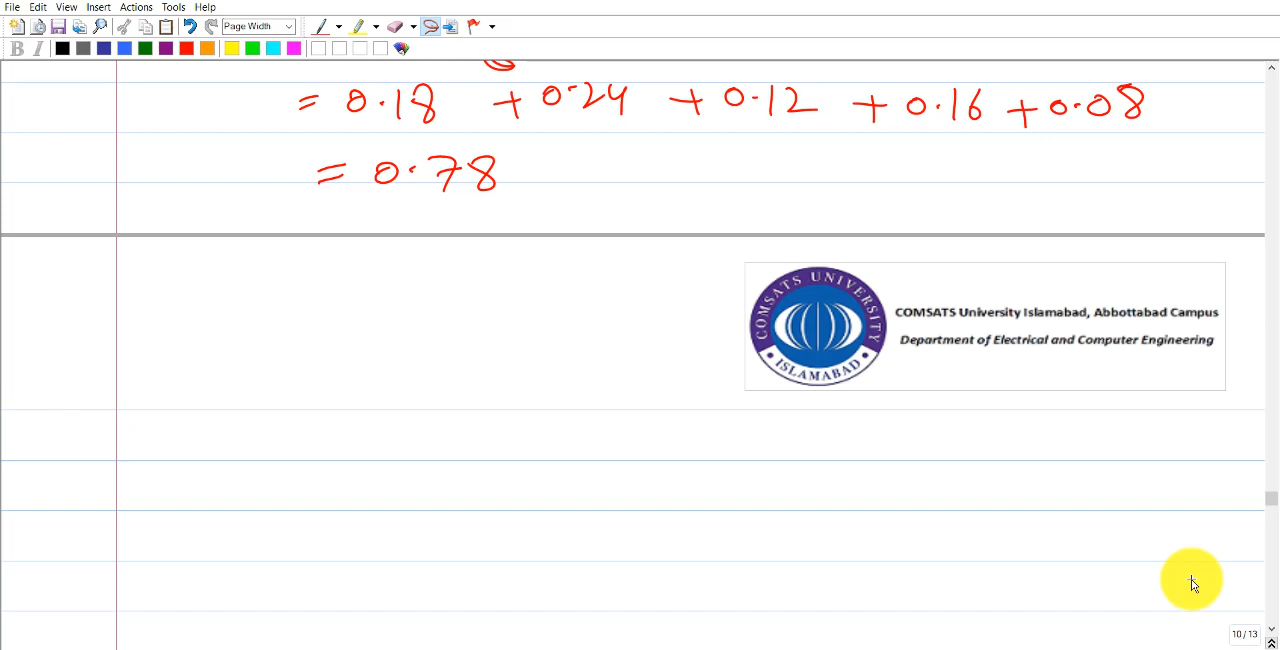 File Edit View Insert Actions Tools Help
Page Width
B I
= 0.18 + 0.24 + 0.12 + 0.16 + 0.08
= 0.78
COMSATS UNIVERSITY
ISLAMABAD
COMSATS University Islamabad, Abbottabad Campus
Department of Electrical and Computer Engineering
10 / 13